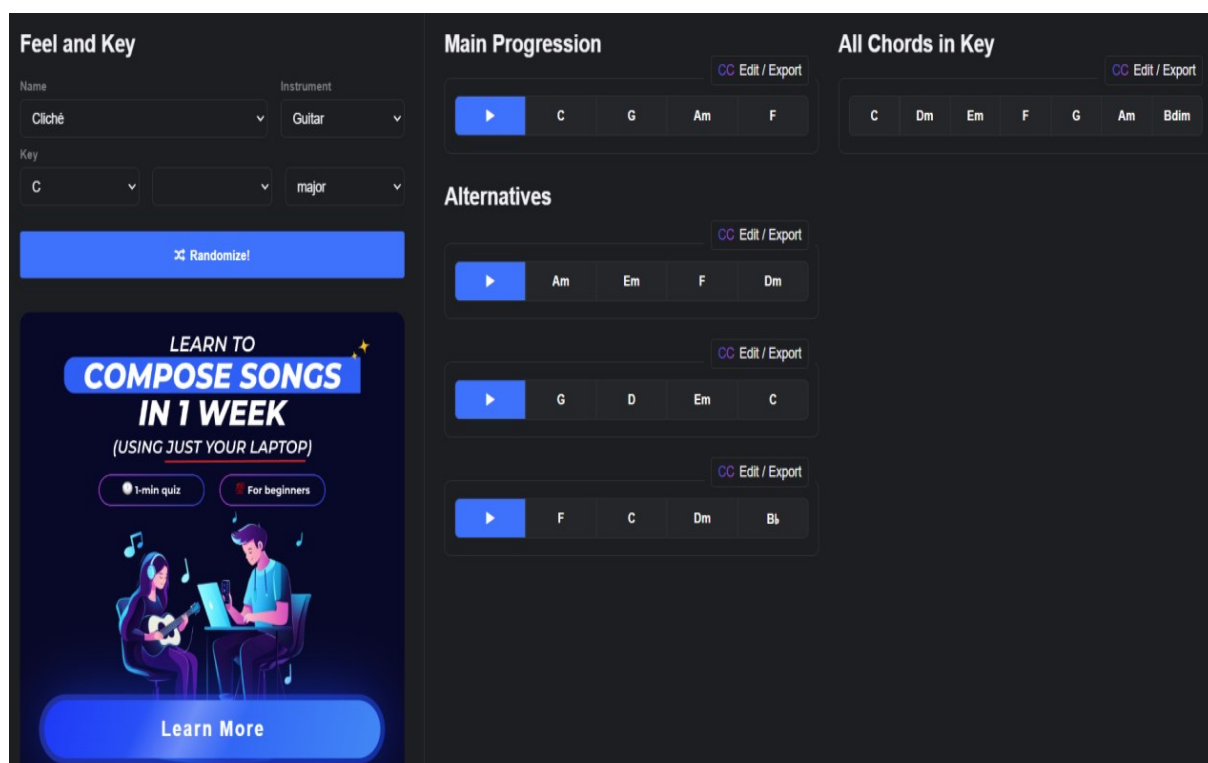 Feel and Key
Name
Instrument
Cliché
Guitar
Key
C
major
Randomize!
LEARN TO
COMPOSE SONGS
IN 1 WEEK
(USING JUST YOUR LAPTOP)
1-min quiz
For beginners
Learn More
Main Progression
CC Edit / Export
C G Am F
Alternatives
CC Edit / Export
Am Em F Dm
CC Edit / Export
G D Em C
CC Edit / Export
F C Dm B♭
All Chords in Key
CC Edit / Export
C Dm Em F G Am Bdim